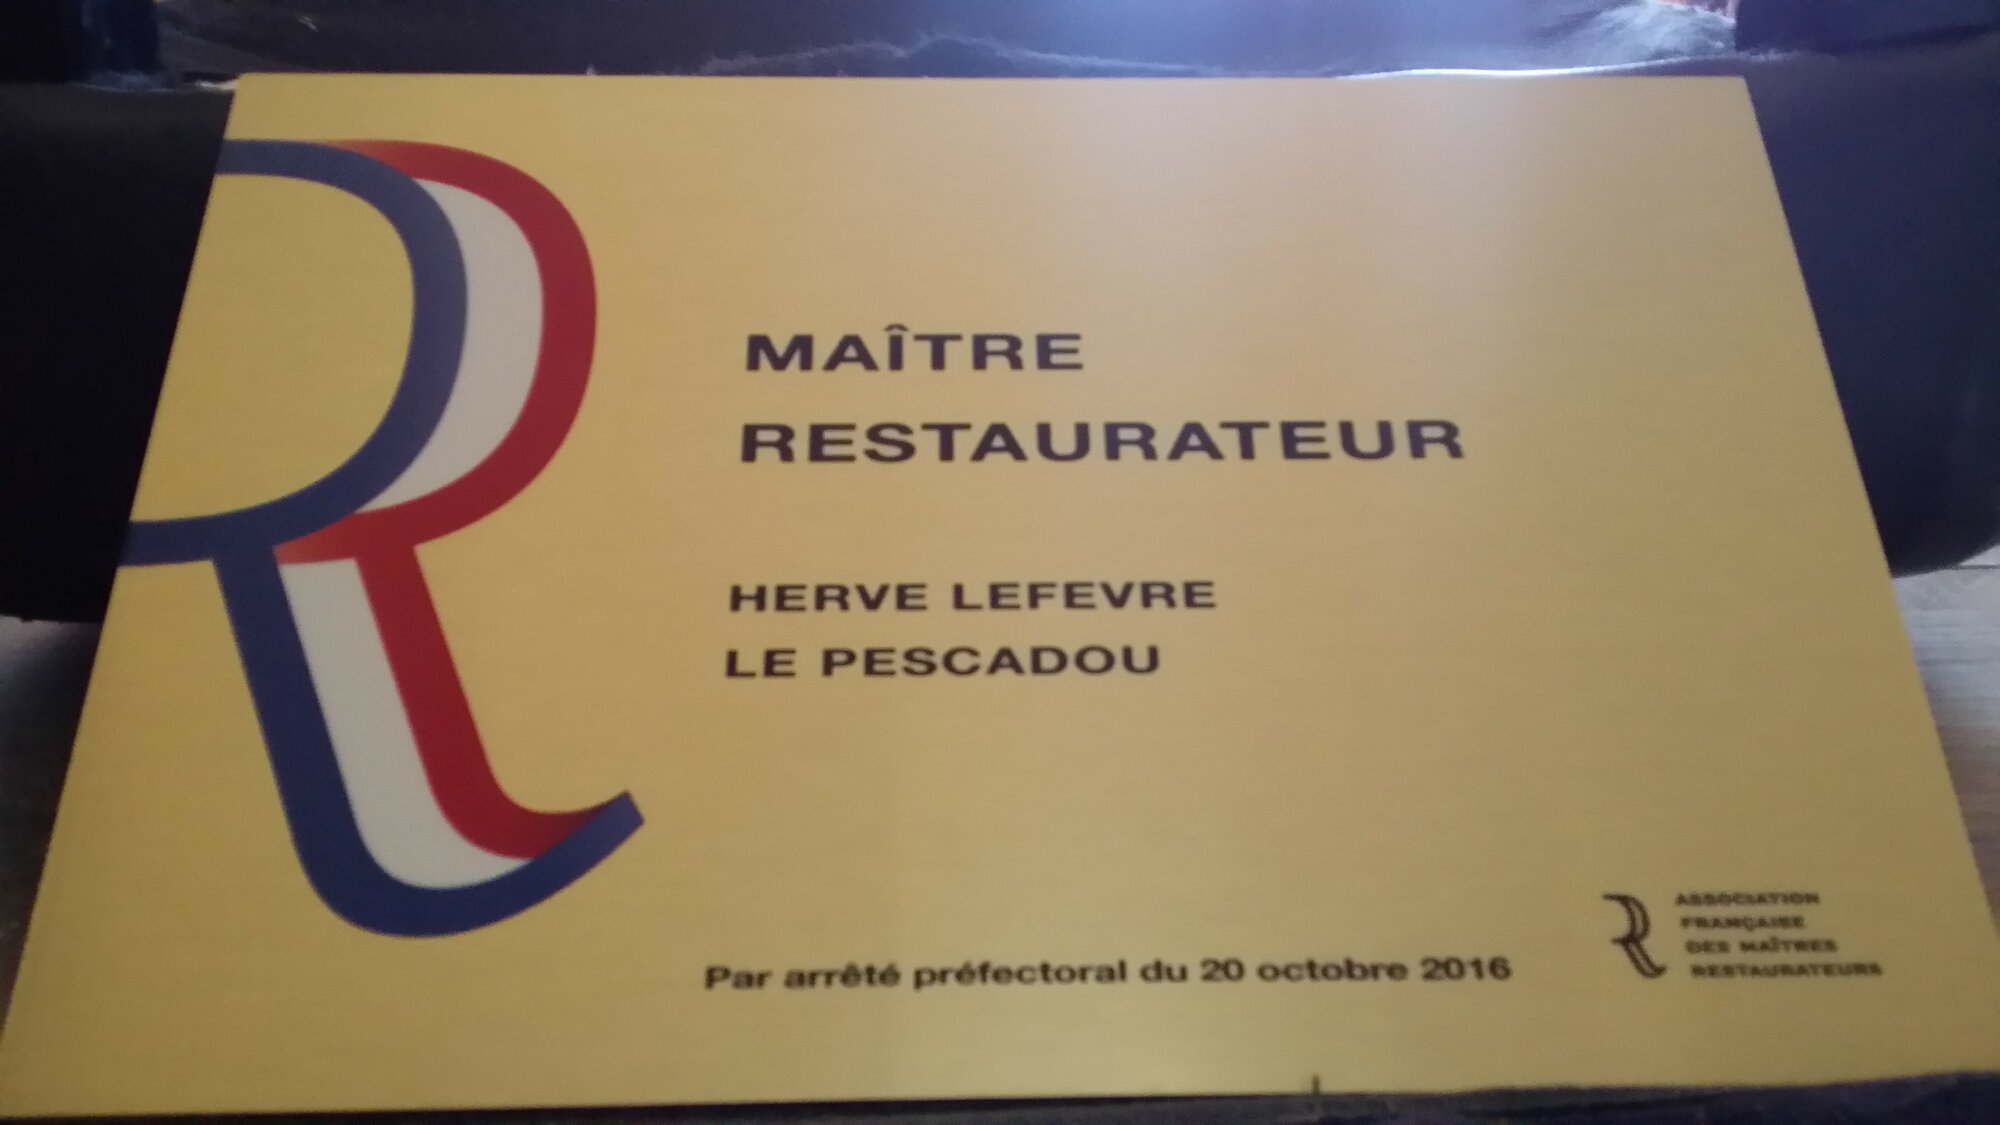 MAÎTRE
RESTAURATEUR
HERVE LEFEVRE
LE PESCADOU
Par arrêté préfectoral du 20 octobre 2016
ASSOCIATION
FRANÇAISE
DES MAÎTRES
RESTAURATEURS